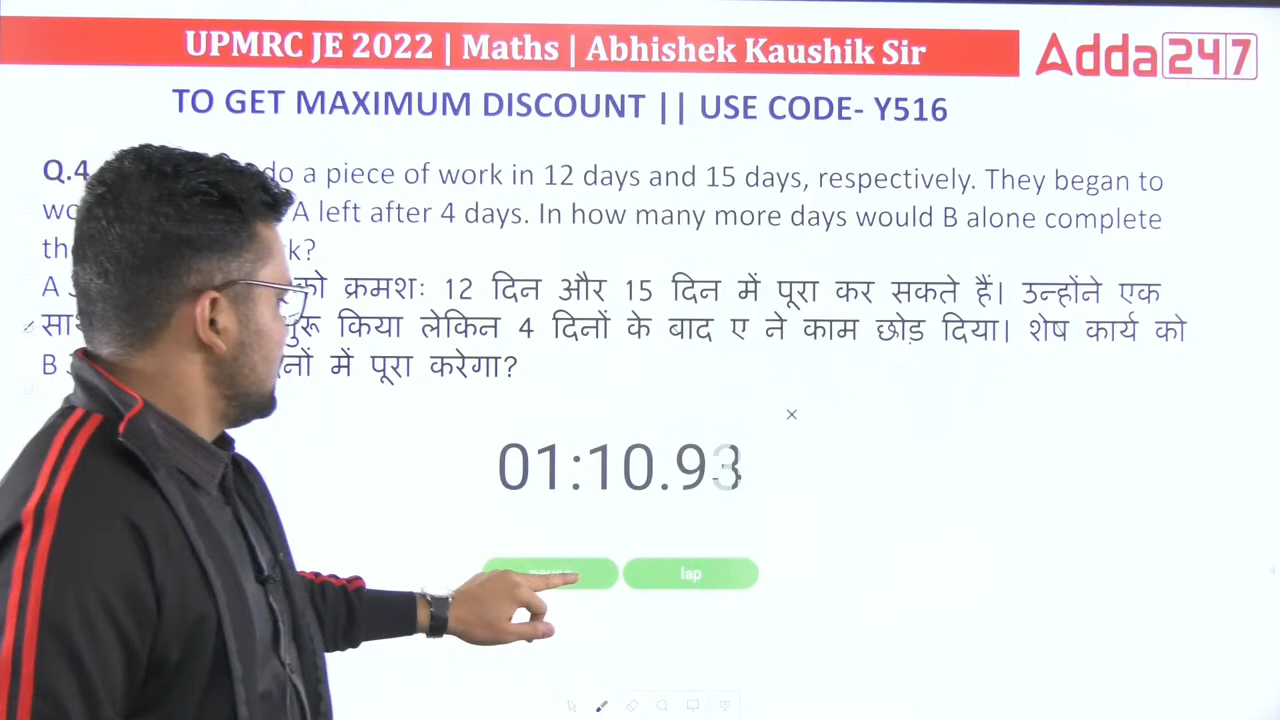 UPMRC JE 2022 | Maths | Abhishek Kaushik Sir
Adda247
TO GET MAXIMUM DISCOUNT || USE CODE- Y516
Q.4 do a piece of work in 12 days and 15 days, respectively. They began to
A left after 4 days. In how many more days would B alone complete
को क्रमशः 12 दिन और 15 दिन में पूरा कर सकते हैं। उन्होंने एक
किया लेकिन 4 दिनों के बाद ए ने काम छोड़ दिया। शेष कार्य को
B में पूरा करेगा?
×
01:10.93
lap